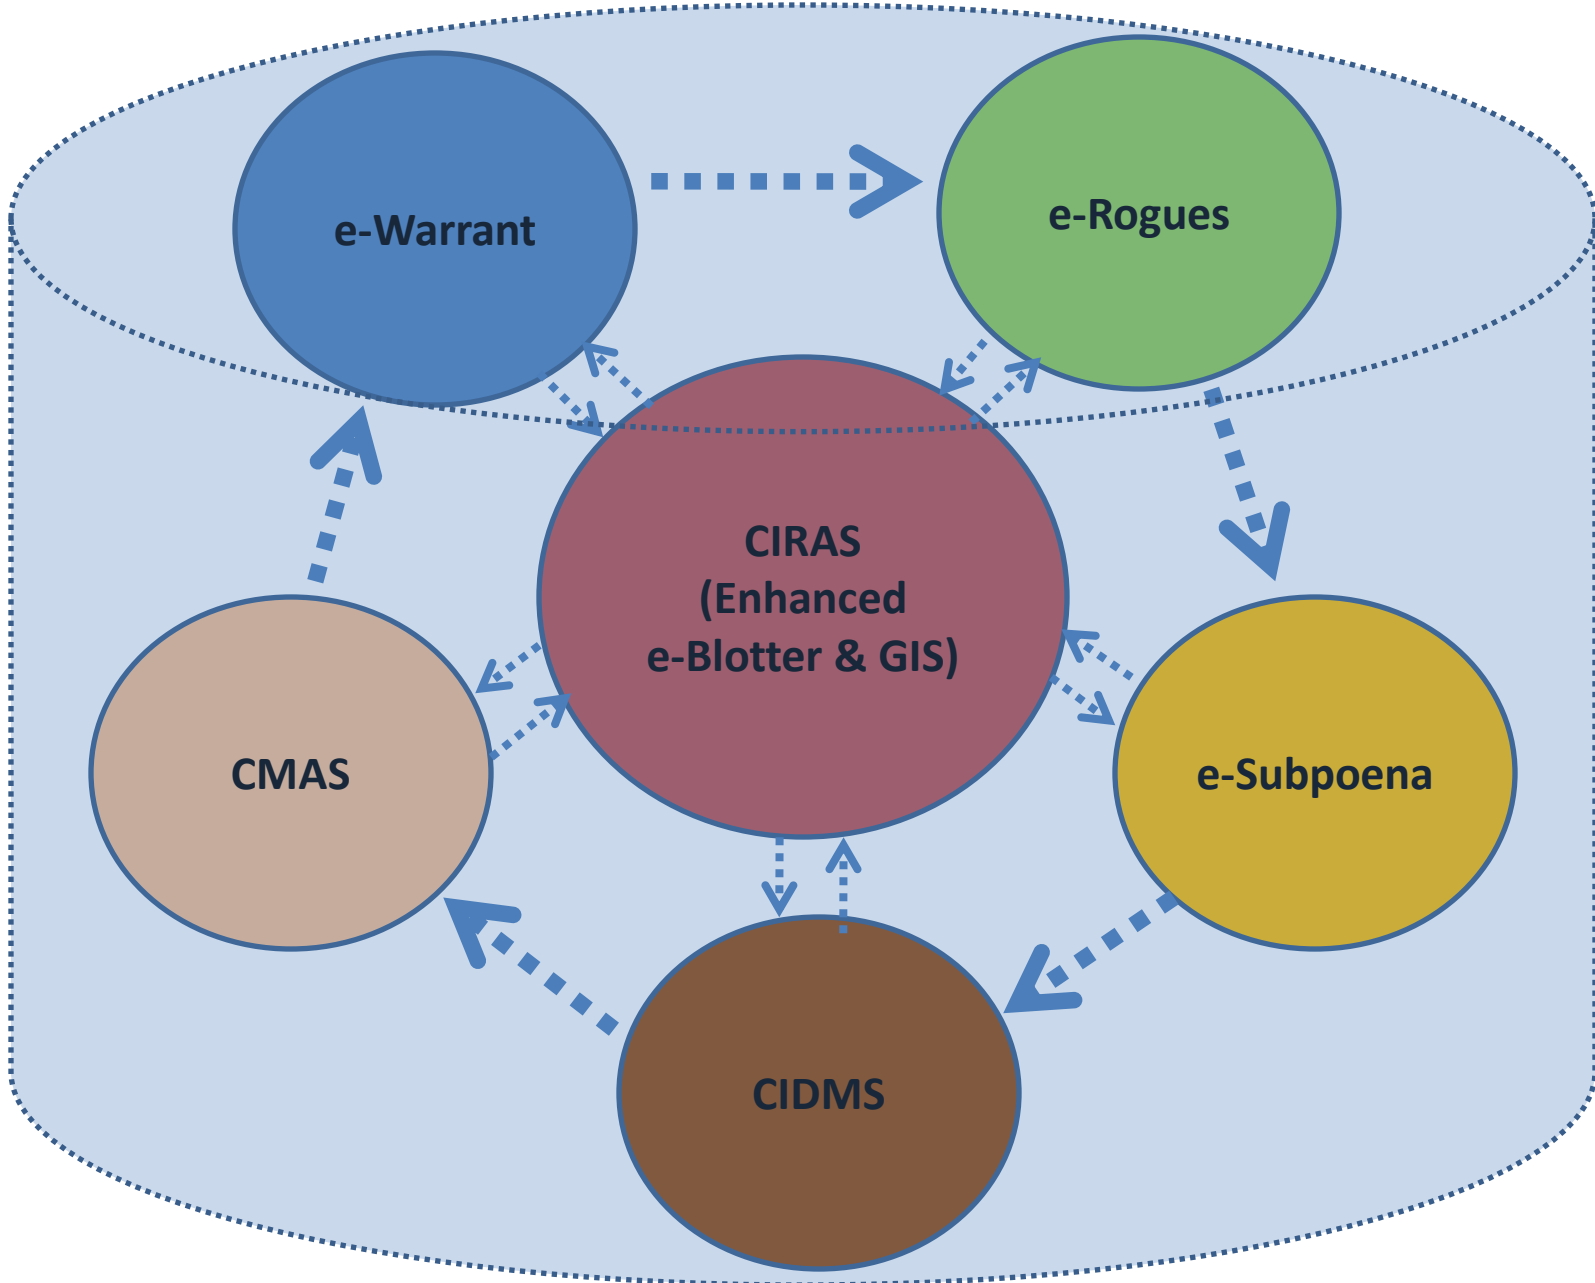 e-Warrant
e-Rogues
CIRAS
(Enhanced
e-Blotter & GIS)
CMAS
e-Subpoena
CIDMS